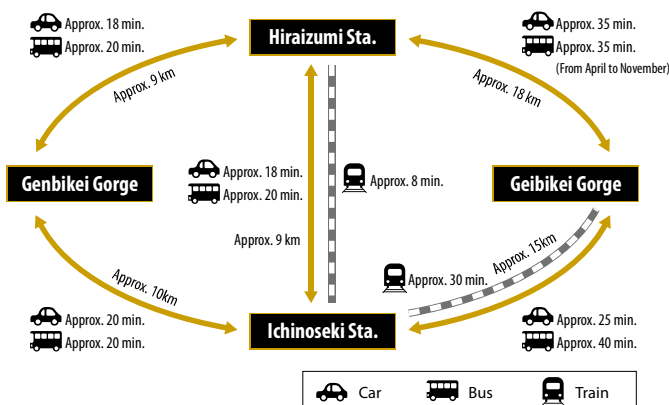 Approx. 18 min.
Approx. 20 min.
Hiraizumi Sta.
Approx. 35 min.
Approx. 35 min.
(From April to November)
Approx. 9 km
Approx. 18 km
Genbikei Gorge
Approx. 18 min.
Approx. 20 min.
Approx. 8 min.
Geibikei Gorge
Approx. 9 km
Approx. 10km
Approx. 30 min.
Approx. 15km
Approx. 20 min.
Approx. 20 min.
Ichinoseki Sta.
Approx. 25 min.
Approx. 40 min.
Car Bus Train